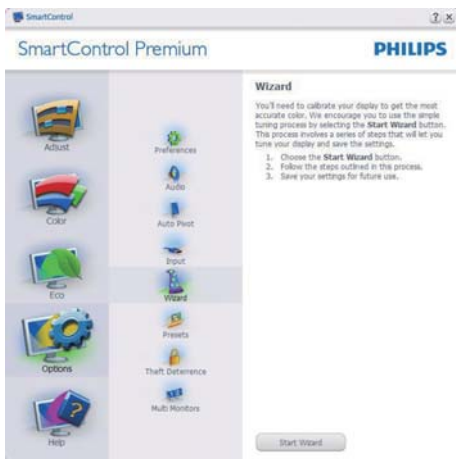 SmartControl
SmartControl Premium
PHILIPS
Adjust
Color
Eco
Options
Help
Preferences
Audio
Auto Pivot
Input
Wizard
Presets
Theft Deterrence
Multi Monitors
Wizard
You'll need to calibrate your display to get the most
accurate color. We encourage you to use the simple
tuning process by selecting the Start Wizard button.
This process involves a series of steps that will let you
tune your display and save the settings.
1. Choose the Start Wizard button.
2. Follow the steps outlined in this process.
3. Save your settings for future use.
Start Wizard